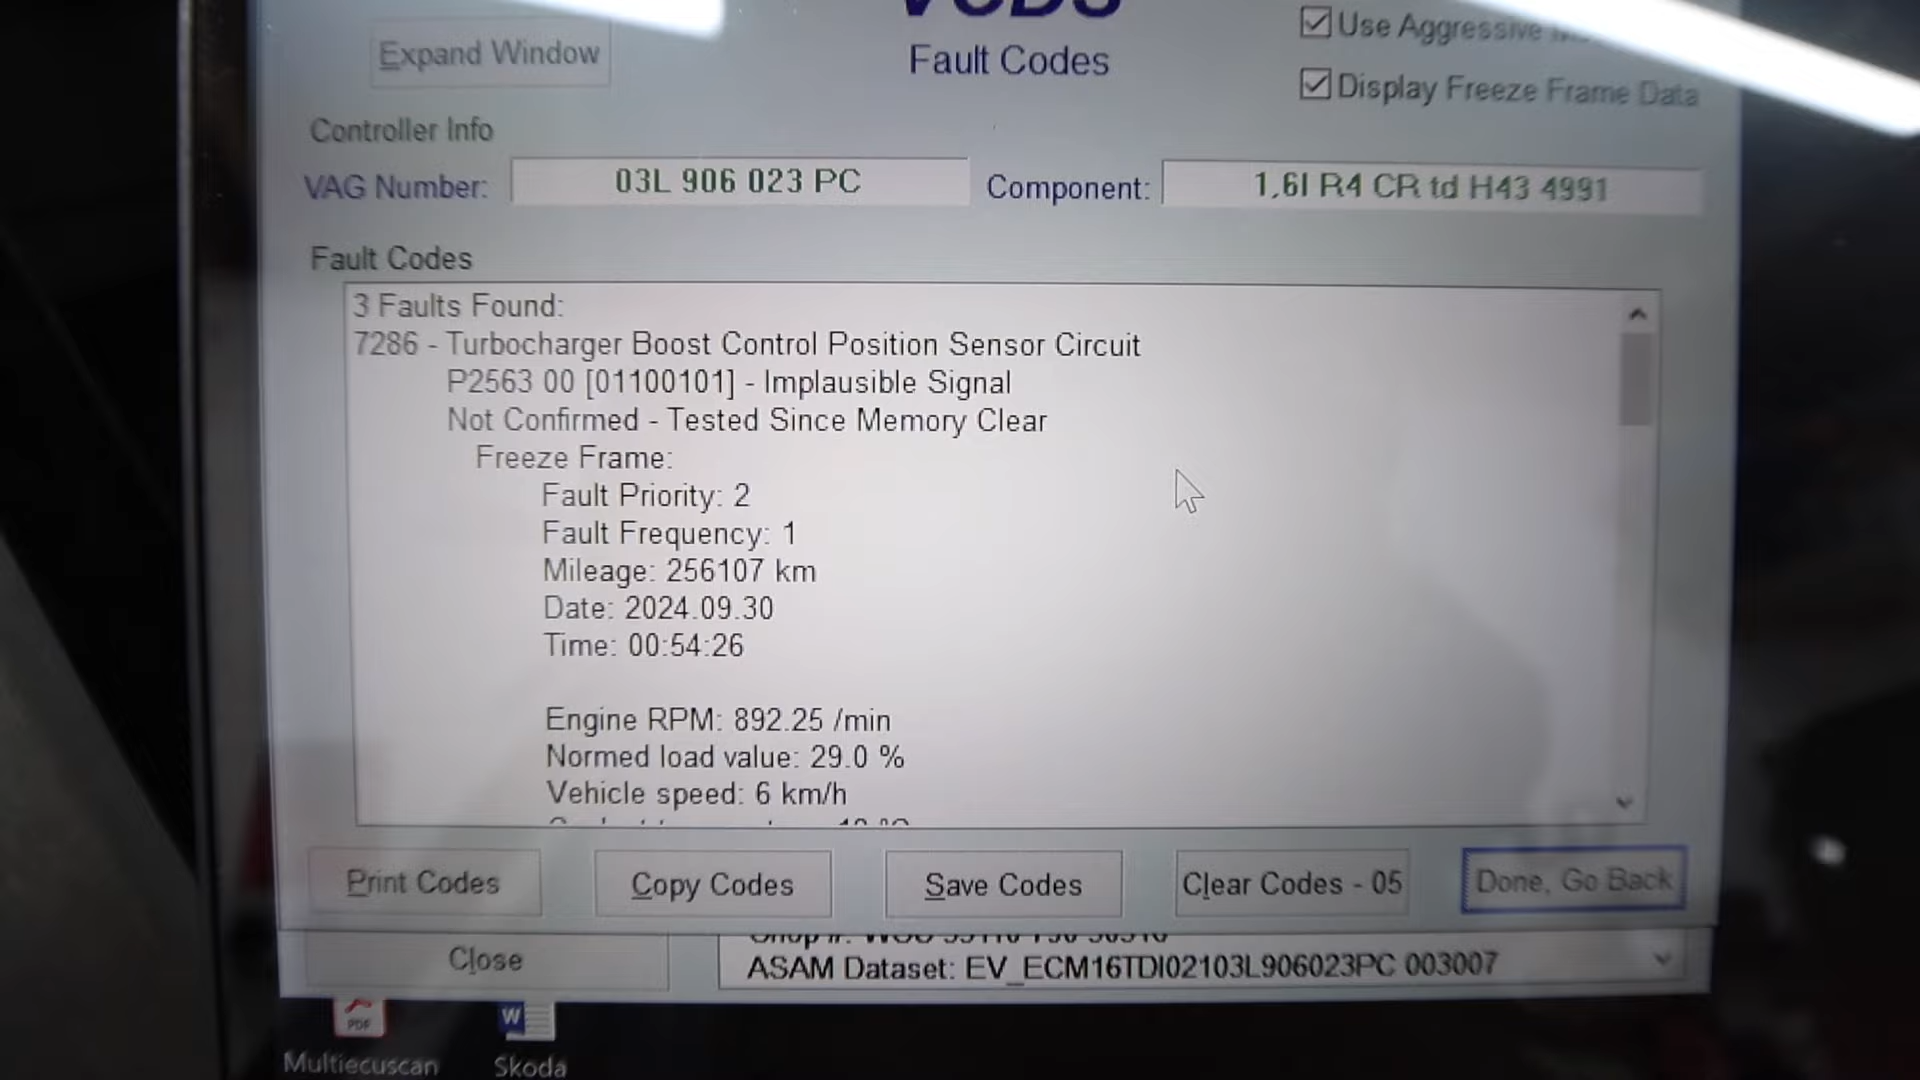 VCDS
Fault Codes
Expand Window
Use Aggressive
Display Freeze Frame Data
Controller Info
VAG Number: 03L 906 023 PC
Component: 1,6l R4 CR td H43 4991
Fault Codes
3 Faults Found:
7286 - Turbocharger Boost Control Position Sensor Circuit
P2563 00 [01100101] - Implausible Signal
Not Confirmed - Tested Since Memory Clear
Freeze Frame:
Fault Priority: 2
Fault Frequency: 1
Mileage: 256107 km
Date: 2024.09.30
Time: 00:54:26
Engine RPM: 892.25 /min
Normed load value: 29.0 %
Vehicle speed: 6 km/h
Print Codes
Copy Codes
Save Codes
Clear Codes - 05
Done, Go Back
Close
ASAM Dataset: EV_ECM16TDI02103L906023PC 003007
PDF
W
Multiecuscan
Skoda